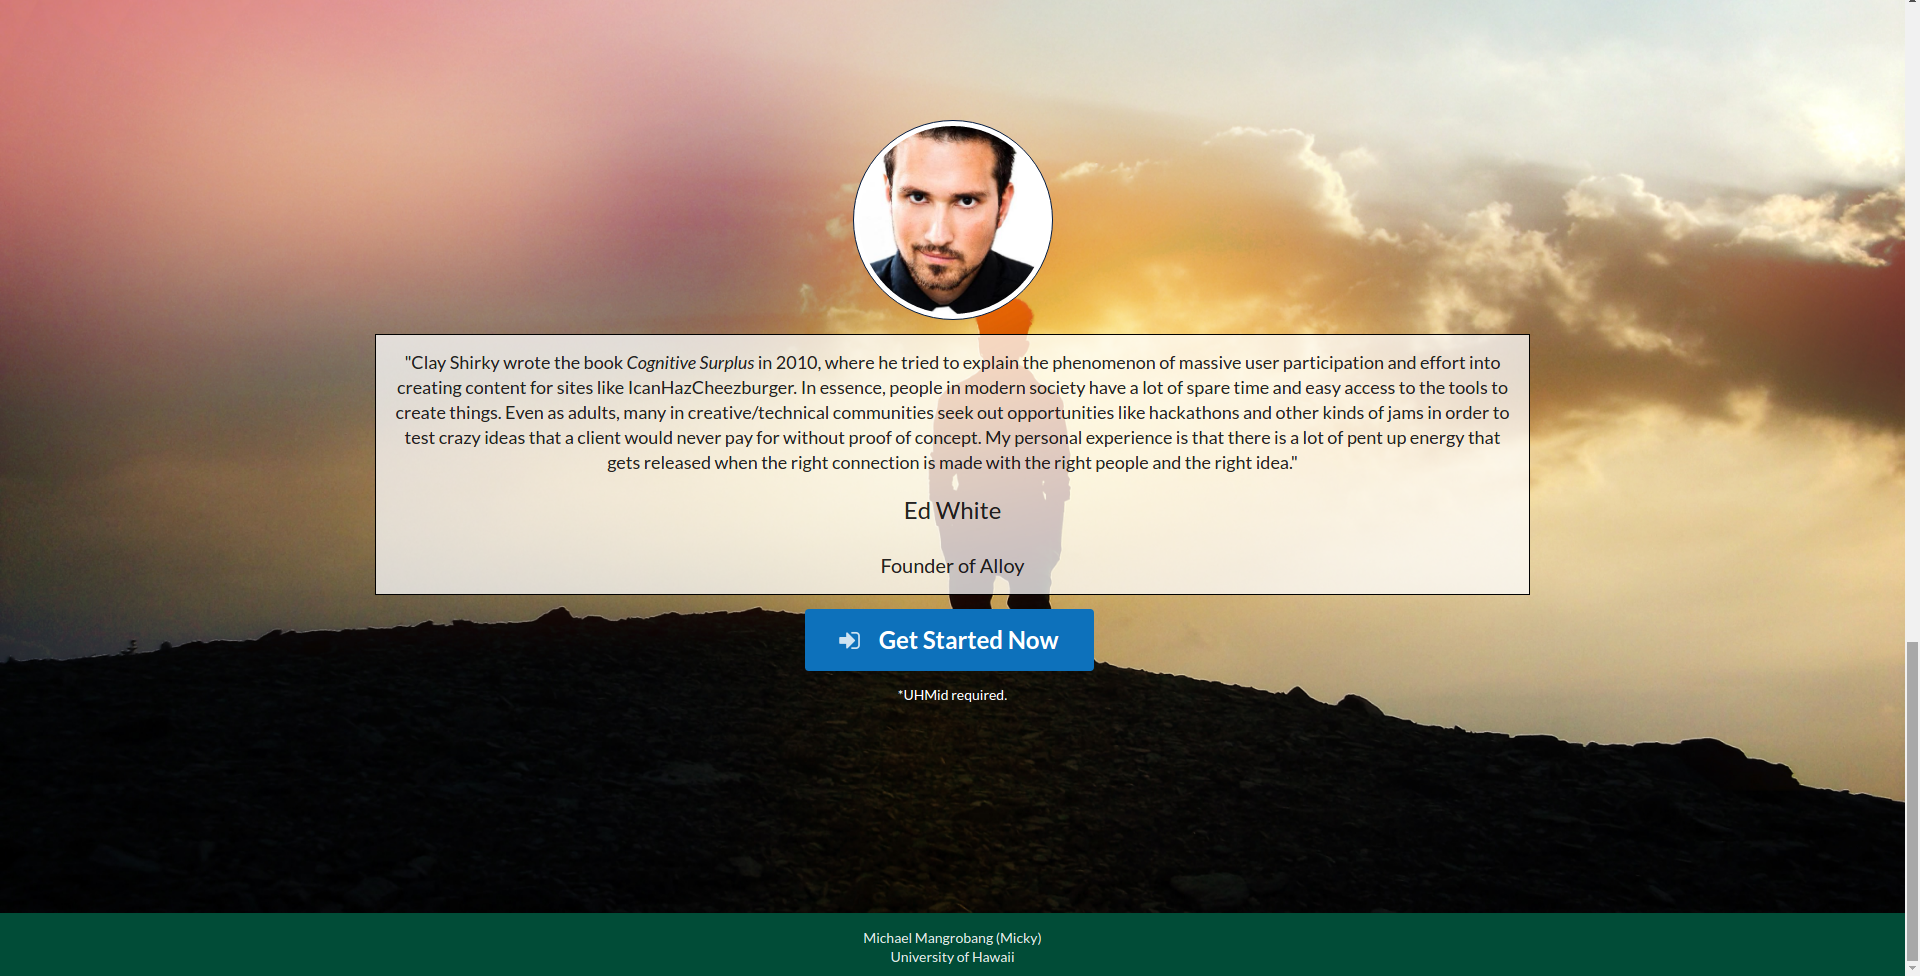 "Clay Shirky wrote the book Cognitive Surplus in 2010, where he tried to explain the phenomenon of massive user participation and effort into
creating content for sites like IcanHazCheezburger. In essence, people in modern society have a lot of spare time and easy access to the tools to
create things. Even as adults, many in creative/technical communities seek out opportunities like hackathons and other kinds of jams in order to
test crazy ideas that a client would never pay for without proof of concept. My personal experience is that there is a lot of pent up energy that
gets released when the right connection is made with the right people and the right idea."
Ed White
Founder of Alloy
Get Started Now
*UHMid required.
Michael Mangrobang (Micky)
University of Hawaii